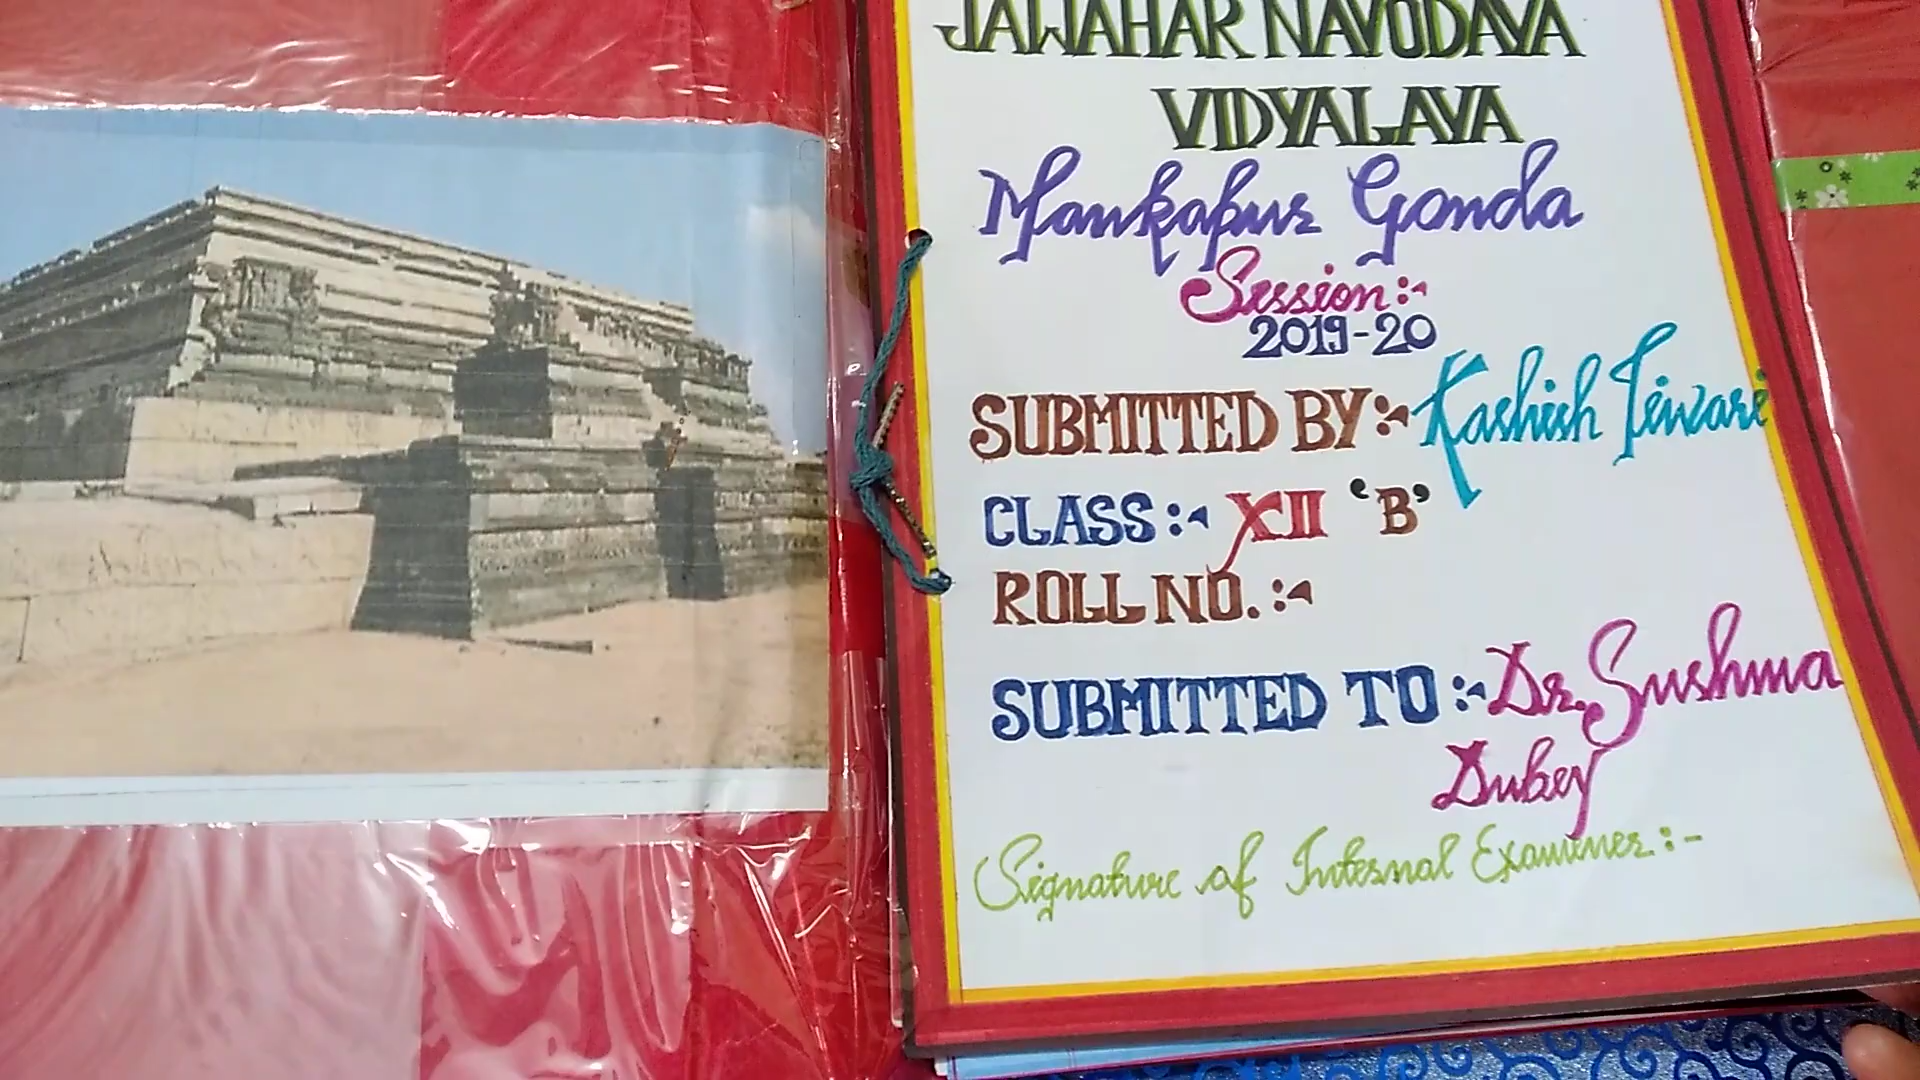 JAWAHAR NAVODAYA
VIDYALAYA
Mankapur Gonda
Session:-
2019-20
SUBMITTED BY:- Kashish Tiwari
CLASS:- XII 'B'
ROLL NO.:-
SUBMITTED TO:- Dr. Sushma
Dubey
Signature of Internal Examiner:-